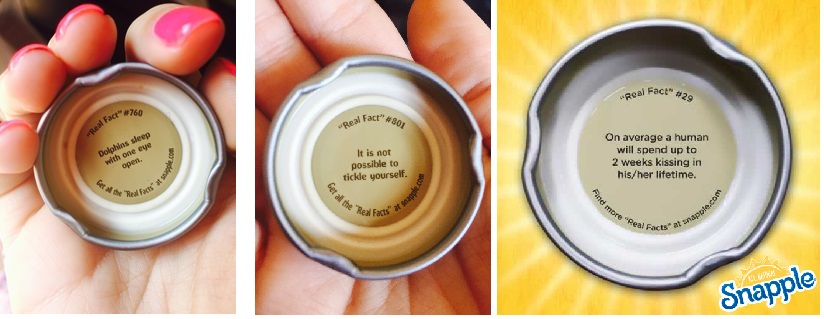 "Real Fact" #760
Dolphins sleep
with one eye
open.
Get all the "Real Facts" at snapple.com
"Real Fact" #801
It is not
possible to
tickle yourself.
Get all the "Real Facts" at snapple.com
"Real Fact" #29
On average a human
will spend up to
2 weeks kissing in
his/her lifetime.
Find more "Real Facts" at snapple.com
Snapple